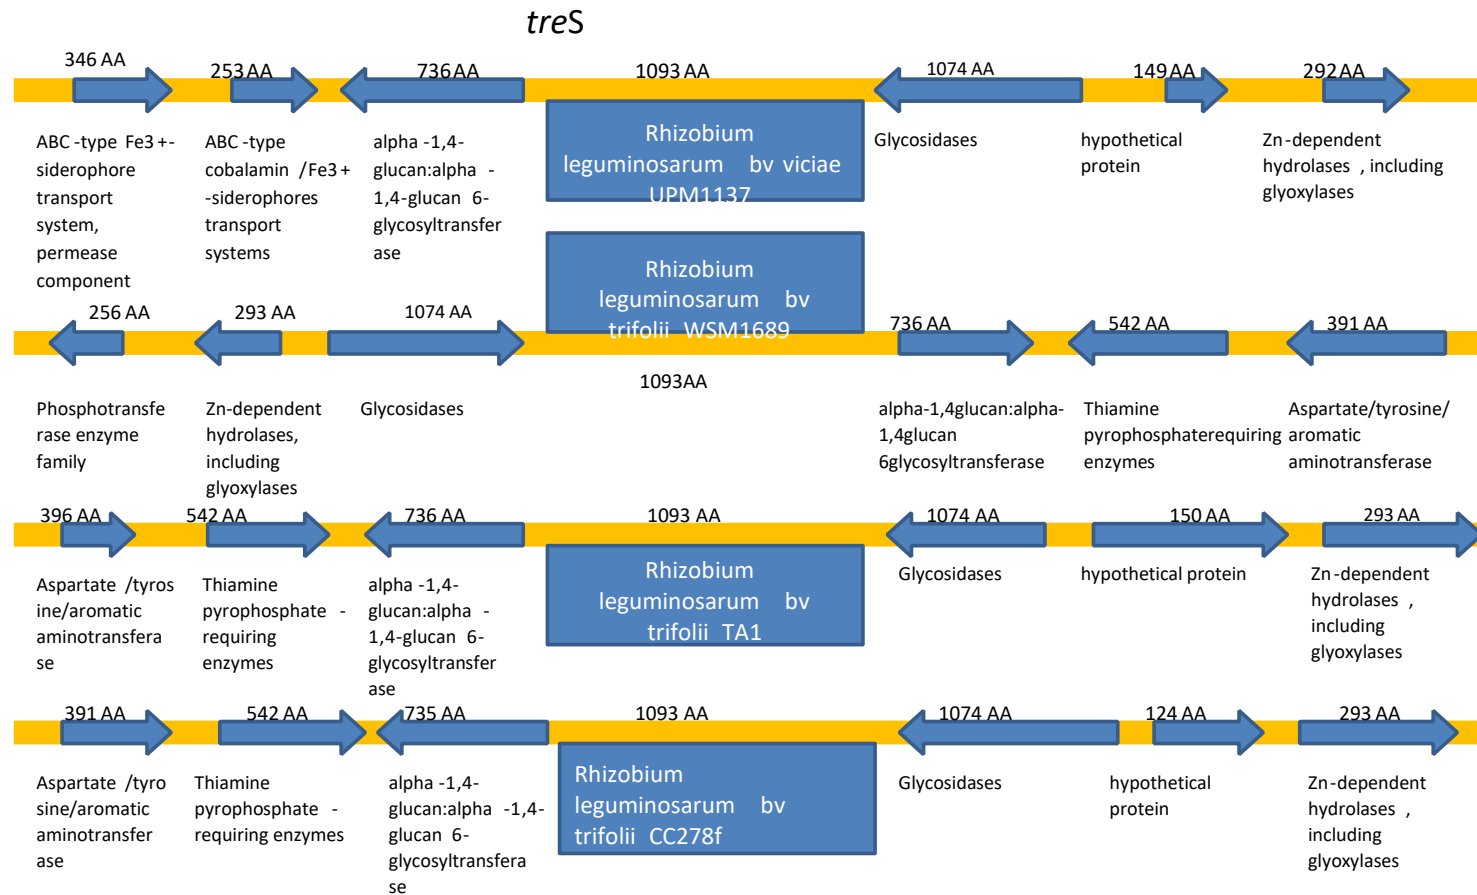 treS
346 AA
253 AA
736 AA
1093 AA
1074 AA
149 AA
292 AA
ABC -type Fe3 +-
siderophore
transport
system,
permease
component
ABC -type
cobalamin /Fe3 +
-siderophores
transport
systems
alpha -1,4-
glucan:alpha -
1,4-glucan 6-
glycosyltransfer
ase
Rhizobium
leguminosarum bv viciae
UPM1137
Glycosidases
hypothetical
protein
Zn-dependent
hydrolases , including
glyoxylases
256 AA
293 AA
1074 AA
Rhizobium
leguminosarum bv
trifolii WSM1689
1093 AA
736 AA
542 AA
391 AA
Phosphotransfe
rase enzyme
family
Zn-dependent
hydrolases,
including
glyoxylases
Glycosidases
alpha-1,4glucan:alpha-
1,4glucan
6glycosyltransferase
Thiamine
pyrophosphaterequiring
enzymes
Aspartate/tyrosine/
aromatic
aminotransferase
396 AA
542 AA
736 AA
1093 AA
1074 AA
150 AA
293 AA
Aspartate /tyros
ine/aromatic
aminotransfera
se
Thiamine
pyrophosphate -
requiring
enzymes
alpha -1,4-
glucan:alpha -
1,4-glucan 6-
glycosyltransfer
ase
Rhizobium
leguminosarum bv
trifolii TA1
Glycosidases
hypothetical protein
Zn-dependent
hydrolases ,
including
glyoxylases
391 AA
542 AA
735 AA
1093 AA
1074 AA
124 AA
293 AA
Aspartate /tyro
sine/aromatic
aminotransfer
ase
Thiamine
pyrophosphate -
requiring enzymes
alpha -1,4-
glucan:alpha -1,4-
glucan 6-
glycosyltransfera
se
Rhizobium
leguminosarum bv
trifolii CC278f
Glycosidases
hypothetical
protein
Zn-dependent
hydrolases ,
including
glyoxylases